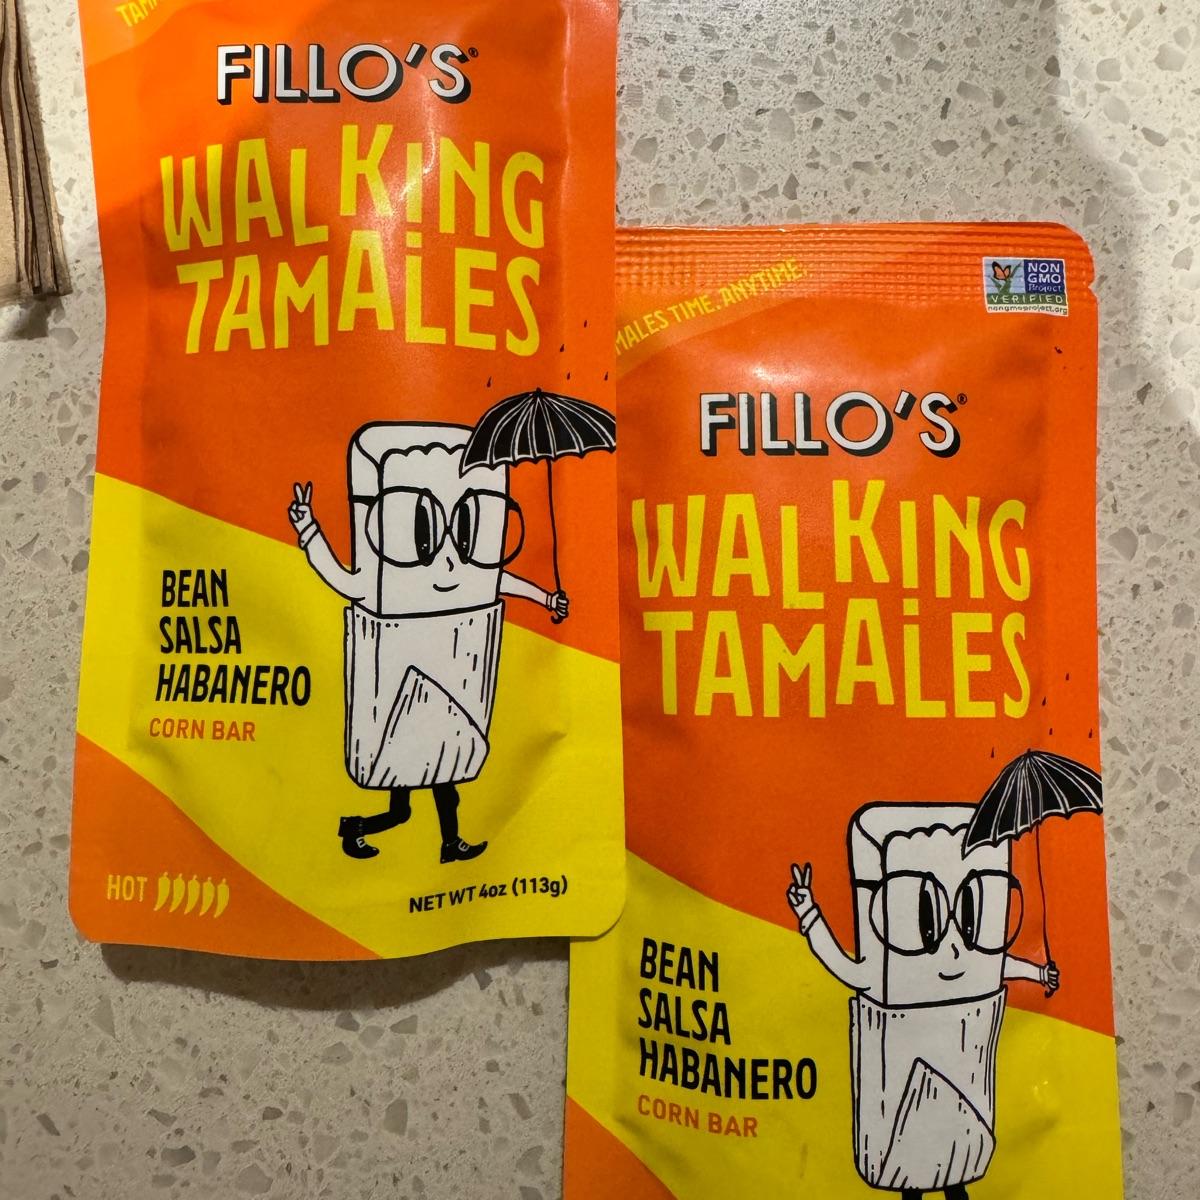 FILLO'S®
WALKING
TAMALES
BEAN
SALSA
HABANERO
CORN BAR
HOT
NET WT 4oz (113g)
NON
GMO
Project
VERIFIED
nongmoproject.org
TIME. ANYTIME.
FILLO'S®
WALKING
TAMALES
BEAN
SALSA
HABANERO
CORN BAR